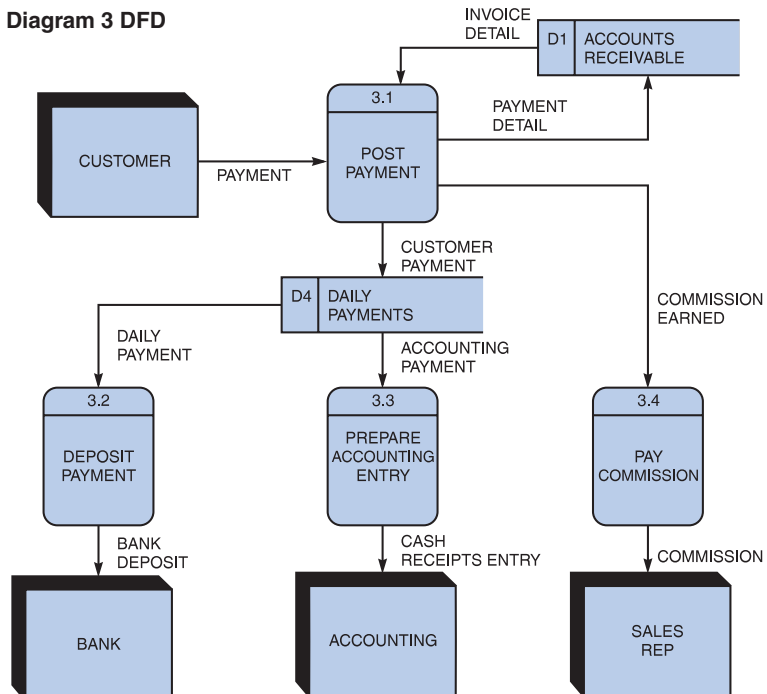 Diagram 3 DFD
INVOICE
DETAIL
D1
ACCOUNTS
RECEIVABLE
3.1
POST
PAYMENT
PAYMENT
DETAIL
CUSTOMER
PAYMENT
CUSTOMER
PAYMENT
D4
DAILY
PAYMENTS
COMMISSION
EARNED
DAILY
PAYMENT
ACCOUNTING
PAYMENT
3.2
DEPOSIT
PAYMENT
3.3
PREPARE
ACCOUNTING
ENTRY
3.4
PAY
COMMISSION
BANK
DEPOSIT
CASH
RECEIPTS ENTRY
COMMISSION
BANK
ACCOUNTING
SALES
REP